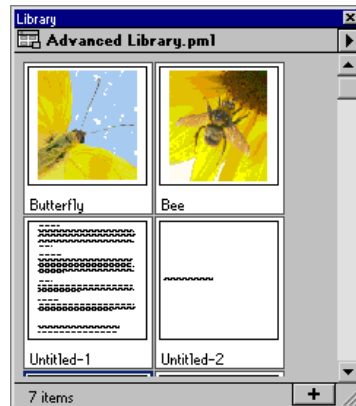 Library
Advanced Library.pml
Butterfly
Bee
Untitled-1
Untitled-2
7 items